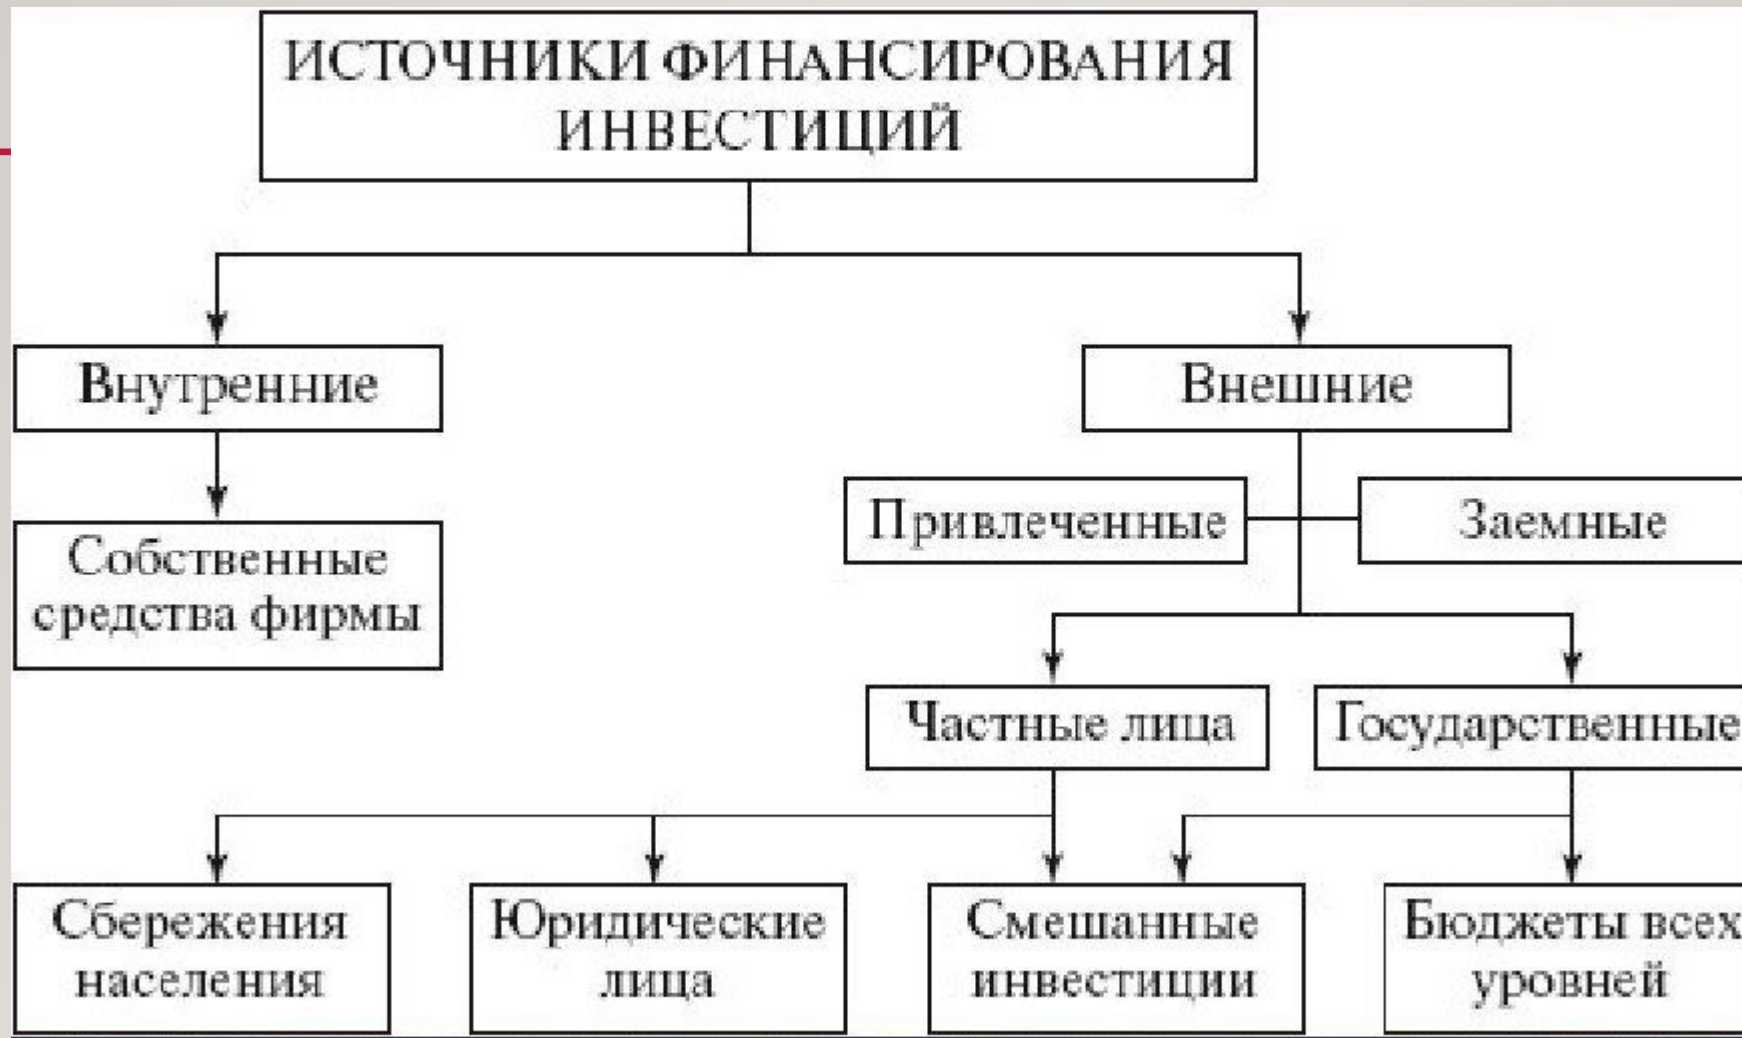 ИСТОЧНИКИ ФИНАНСИРОВАНИЯ
ИНВЕСТИЦИЙ
Внутренние
Внешние
Привлеченные
Заемные
Собственные
средства фирмы
Частные лица
Государственные
Сбережения
населения
Юридические
лица
Смешанные
инвестиции
Бюджеты всех
уровней